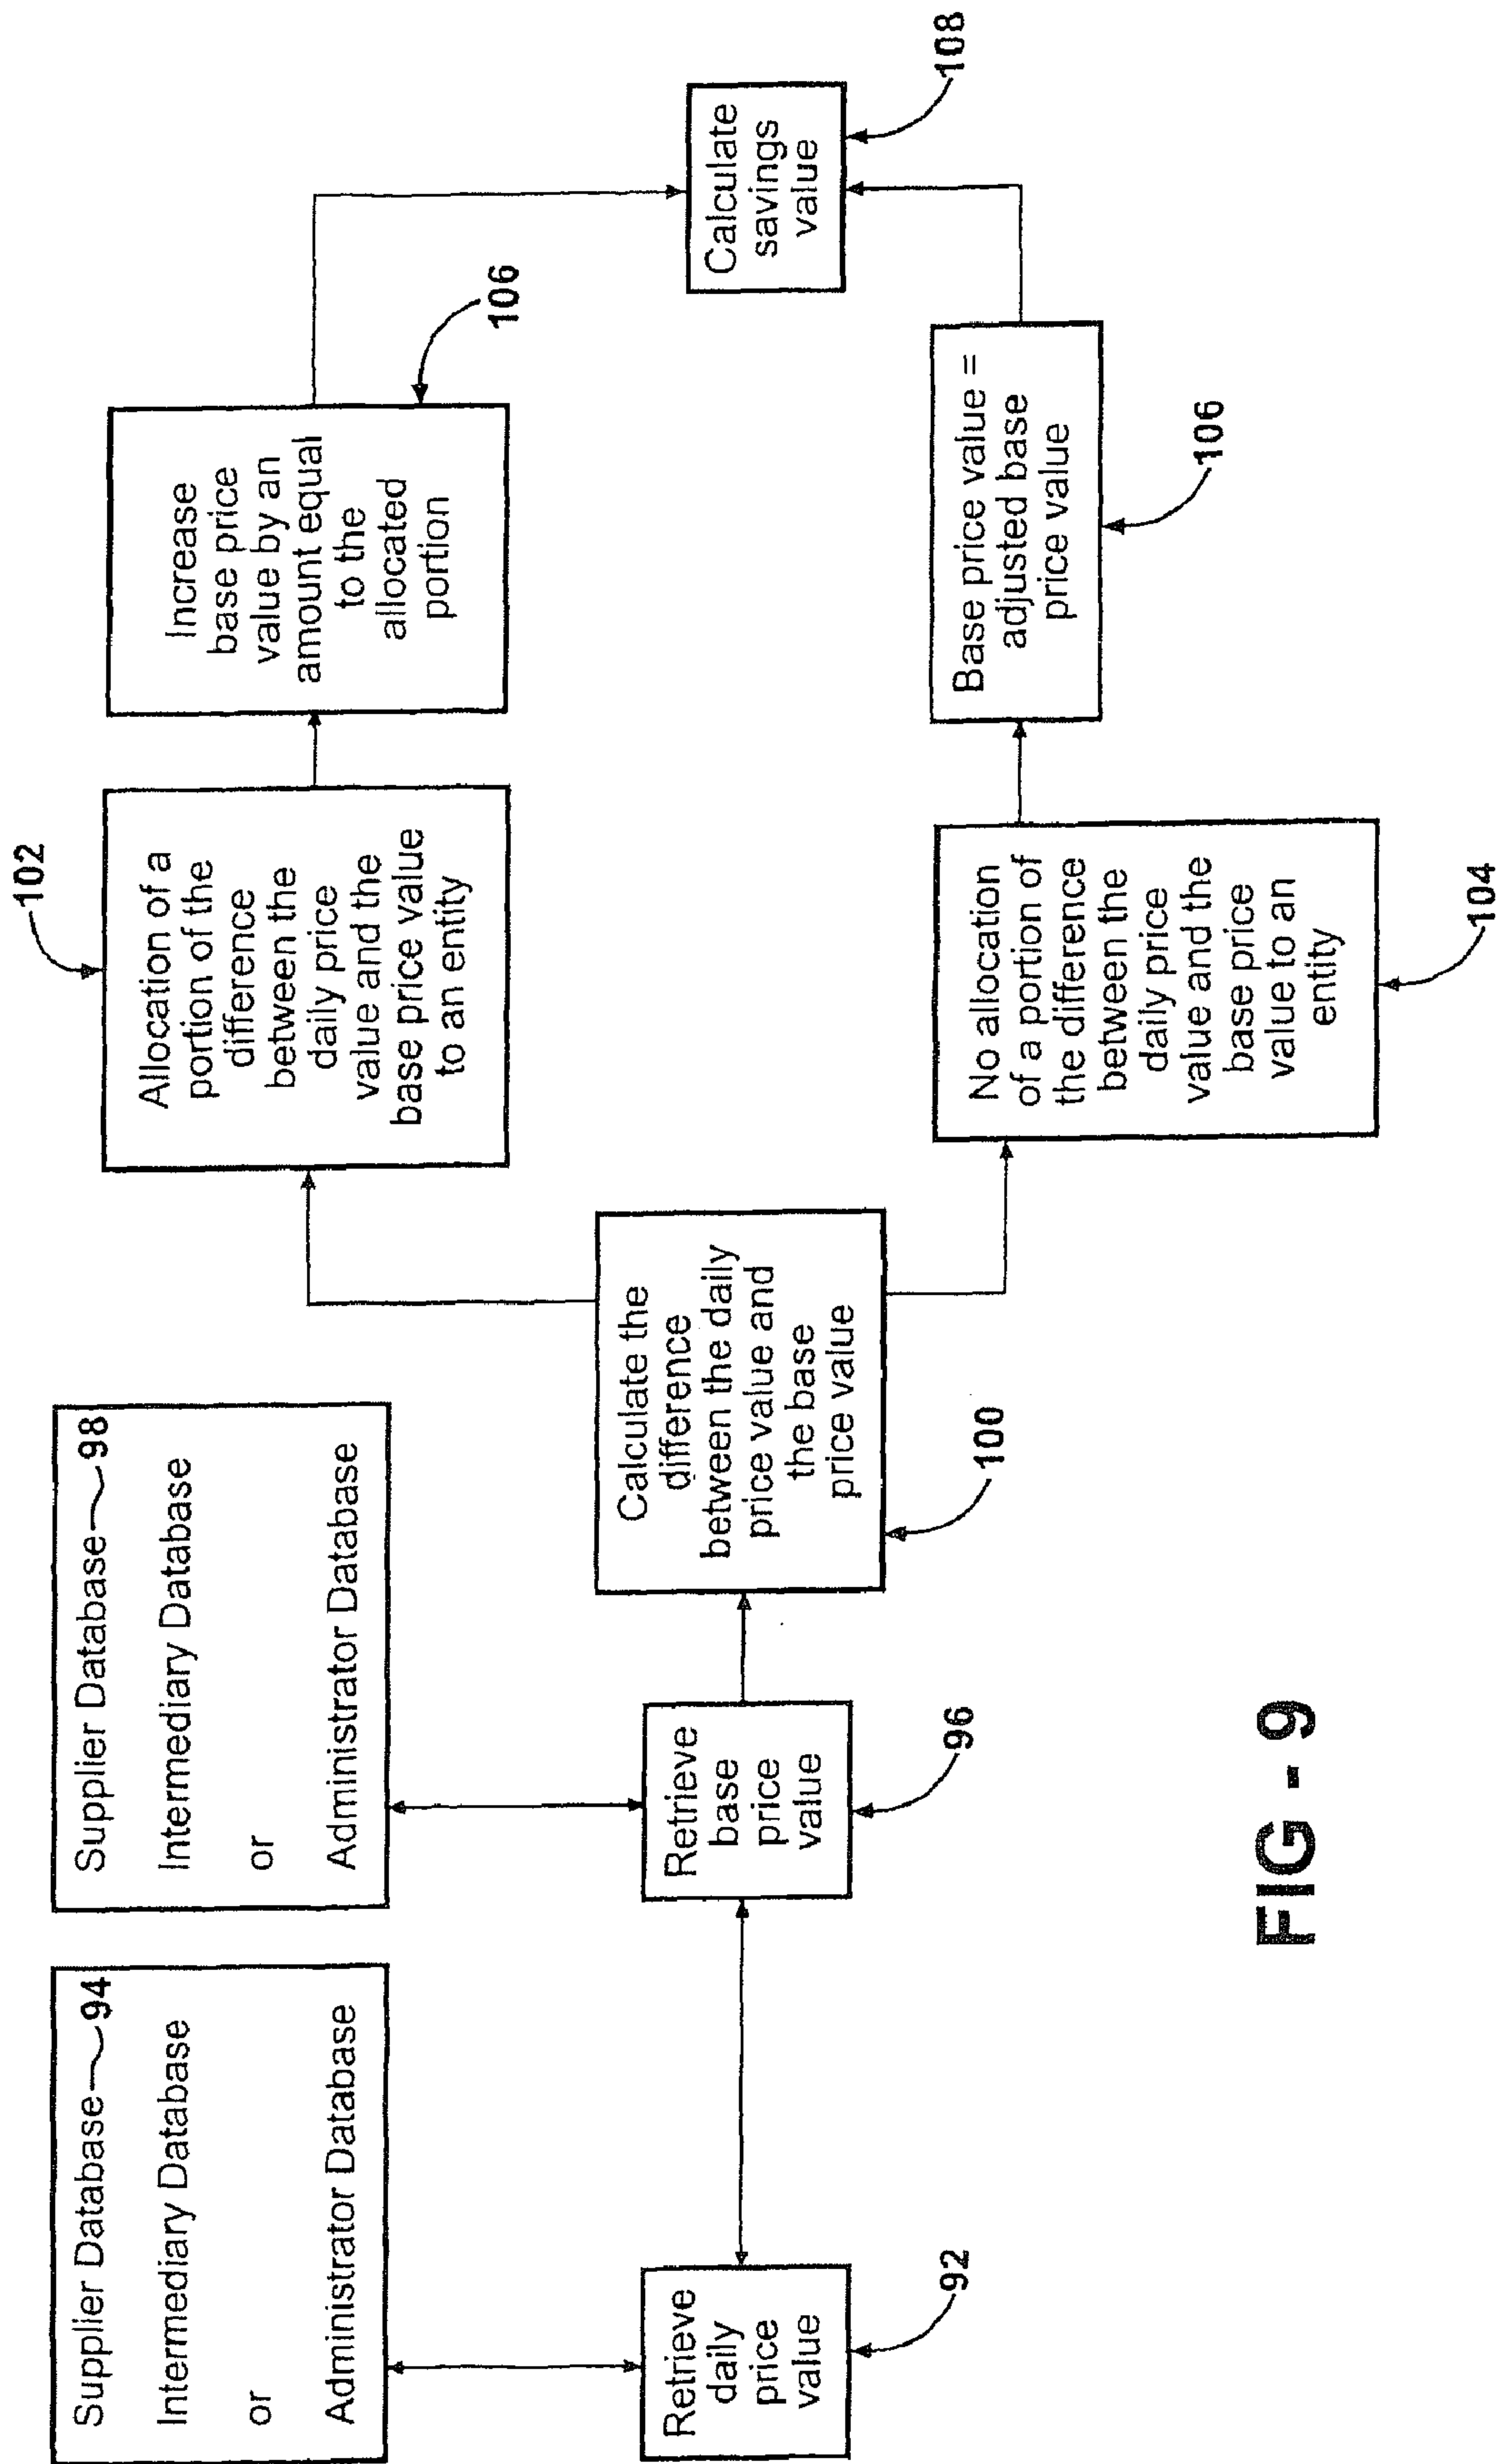 Supplier Database 94
Intermediary Database
or
Administrator Database
Supplier Database 98
Intermediary Database
or
Administrator Database
Retrieve
daily
price
value
92
Retrieve
base
price
value
96
Calculate the
difference
between the daily
price value and
the base
price value
100
102
Allocation of a
portion of the
difference
between the
daily price
value and the
base price value
to an entity
Increase
base price
value by an
amount equal
to the
allocated
portion
106
No allocation
of a portion of
the difference
between the
daily price
value and the
base price
value to an
entity
104
Base price value =
adjusted base
price value
106
Calculate
savings
value
108
FIG - 9